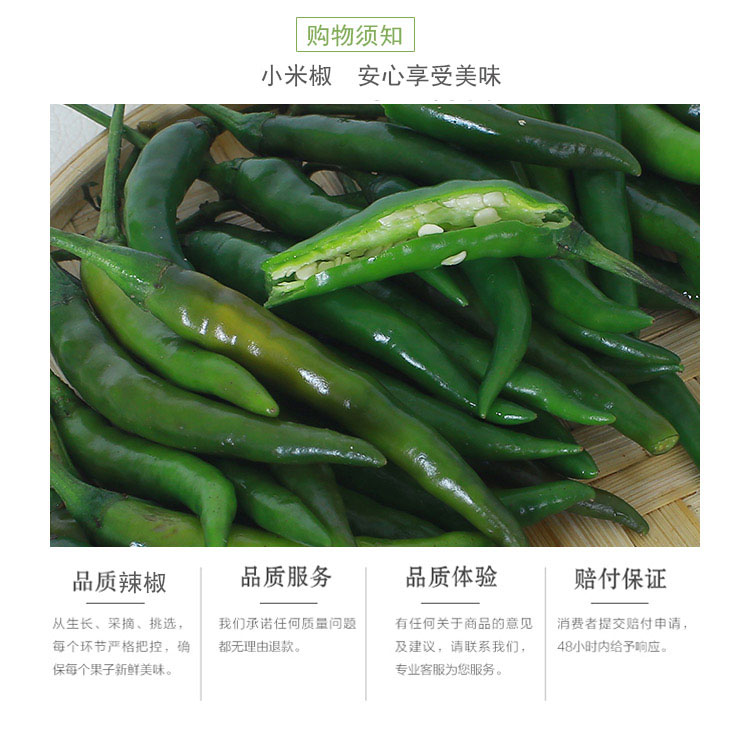 购物须知
小米椒 安心享受美味
品质辣椒
从生长、采摘、挑选，
每个环节严格把控，确
保每个果子新鲜美味。
品质服务
我们承诺任何质量问题
都无理由退款。
品质体验
有任何关于商品的意见
及建议，请联系我们，
专业客服为您服务。
赔付保证
消费者提交赔付申请，
48小时内给予响应。